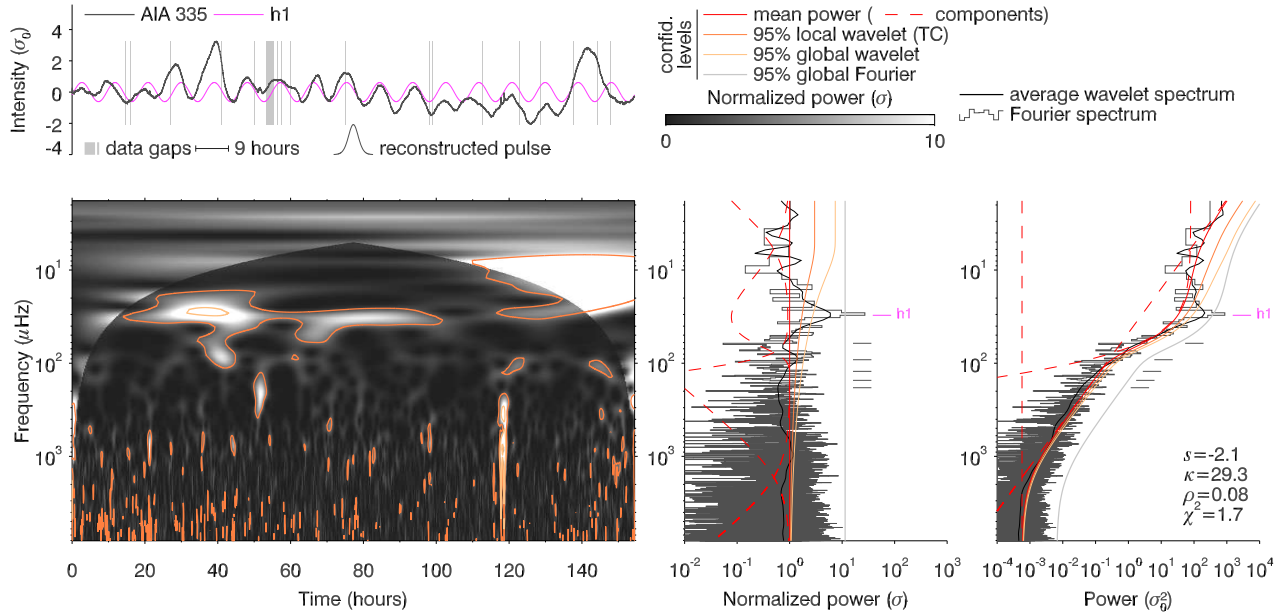 AIA 335 h1
Intensity (σ₀)
4
2
0
-2
-4
data gaps 9 hours reconstructed pulse
confid. levels
mean power ( components)
95% local wavelet (TC)
95% global wavelet
95% global Fourier
Normalized power (σ)
0 10
average wavelet spectrum
Fourier spectrum
Frequency (μHz)
10¹
10²
10³
0 20 40 60 80 100 120 140
Time (hours)
10¹
10²
10³
h1
10⁻² 10⁻¹ 10⁰ 10¹ 10² 10³
Normalized power (σ)
10¹
10²
10³
h1
s=-2.1
κ=29.3
ρ=0.08
χ²=1.7
10⁻⁴ 10⁻³ 10⁻² 10⁻¹ 10⁰ 10¹ 10² 10³ 10⁴
Power (σ₀²)